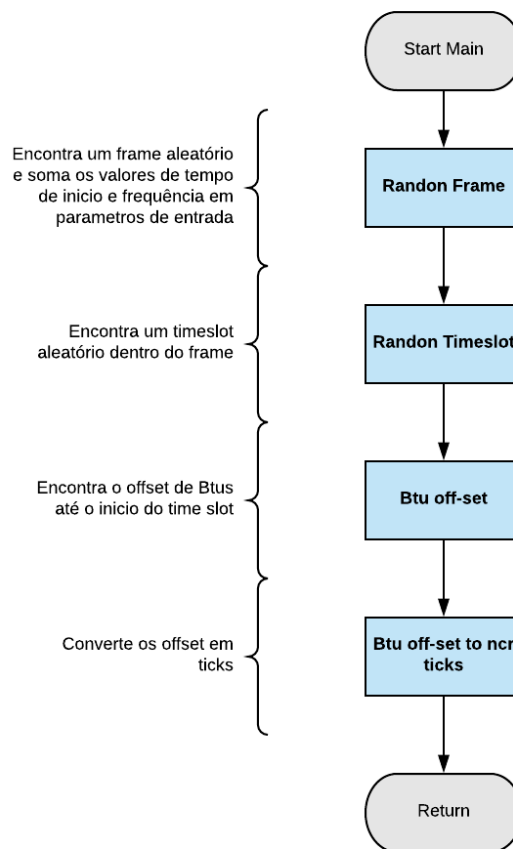 Start Main
Encontra um frame aleatório
e soma os valores de tempo
de inicio e frequência em
parametros de entrada
Randon Frame
Encontra um timeslot
aleatório dentro do frame
Randon Timeslot
Encontra o offset de Btus
até o inicio do time slot
Btu off-set
Converte os offset em
ticks
Btu off-set to ncr
ticks
Return